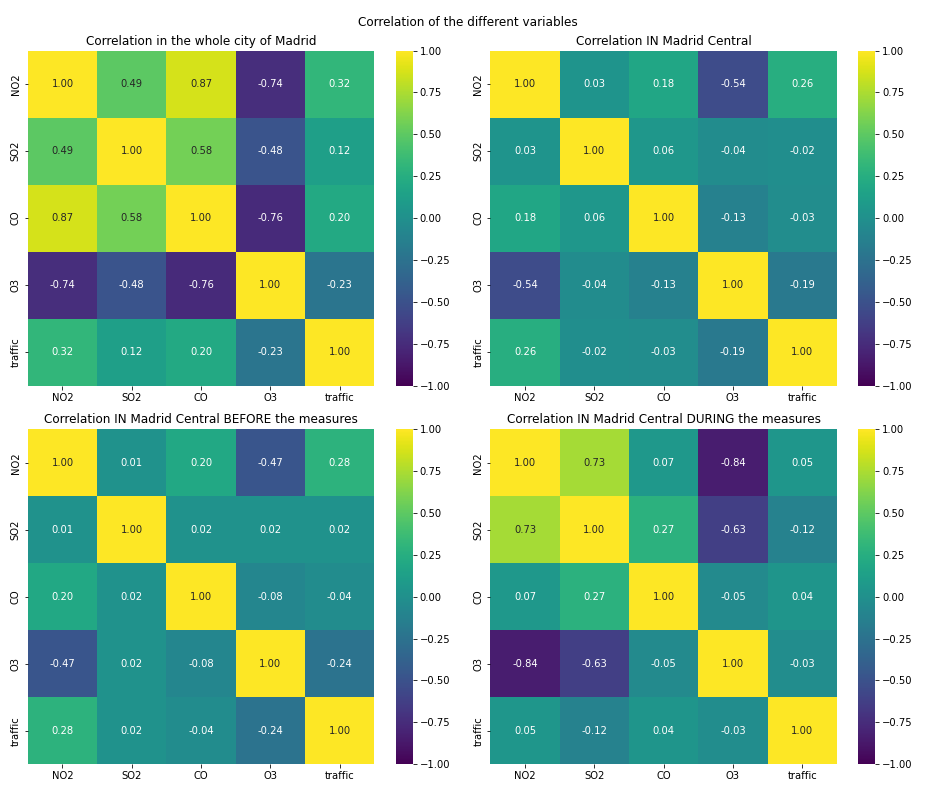 Correlation of the different variables
Correlation in the whole city of Madrid
NO2 1.00 0.49 0.87 -0.74 0.32
SO2 0.49 1.00 0.58 -0.48 0.12
CO 0.87 0.58 1.00 -0.76 0.20
O3 -0.74 -0.48 -0.76 1.00 -0.23
traffic 0.32 0.12 0.20 -0.23 1.00
NO2 SO2 CO O3 traffic
1.00
0.75
0.50
0.25
0.00
−0.25
−0.50
−0.75
−1.00
Correlation IN Madrid Central
NO2 1.00 0.03 0.18 -0.54 0.26
SO2 0.03 1.00 0.06 -0.04 -0.02
CO 0.18 0.06 1.00 -0.13 -0.03
O3 -0.54 -0.04 -0.13 1.00 -0.19
traffic 0.26 -0.02 -0.03 -0.19 1.00
NO2 SO2 CO O3 traffic
1.00
0.75
0.50
0.25
0.00
−0.25
−0.50
−0.75
−1.00
Correlation IN Madrid Central BEFORE the measures
NO2 1.00 0.01 0.20 -0.47 0.28
SO2 0.01 1.00 0.02 0.02 0.02
CO 0.20 0.02 1.00 -0.08 -0.04
O3 -0.47 0.02 -0.08 1.00 -0.24
traffic 0.28 0.02 -0.04 -0.24 1.00
NO2 SO2 CO O3 traffic
1.00
0.75
0.50
0.25
0.00
−0.25
−0.50
−0.75
−1.00
Correlation IN Madrid Central DURING the measures
NO2 1.00 0.73 0.07 -0.84 0.05
SO2 0.73 1.00 0.27 -0.63 -0.12
CO 0.07 0.27 1.00 -0.05 0.04
O3 -0.84 -0.63 -0.05 1.00 -0.03
traffic 0.05 -0.12 0.04 -0.03 1.00
NO2 SO2 CO O3 traffic
1.00
0.75
0.50
0.25
0.00
−0.25
−0.50
−0.75
−1.00